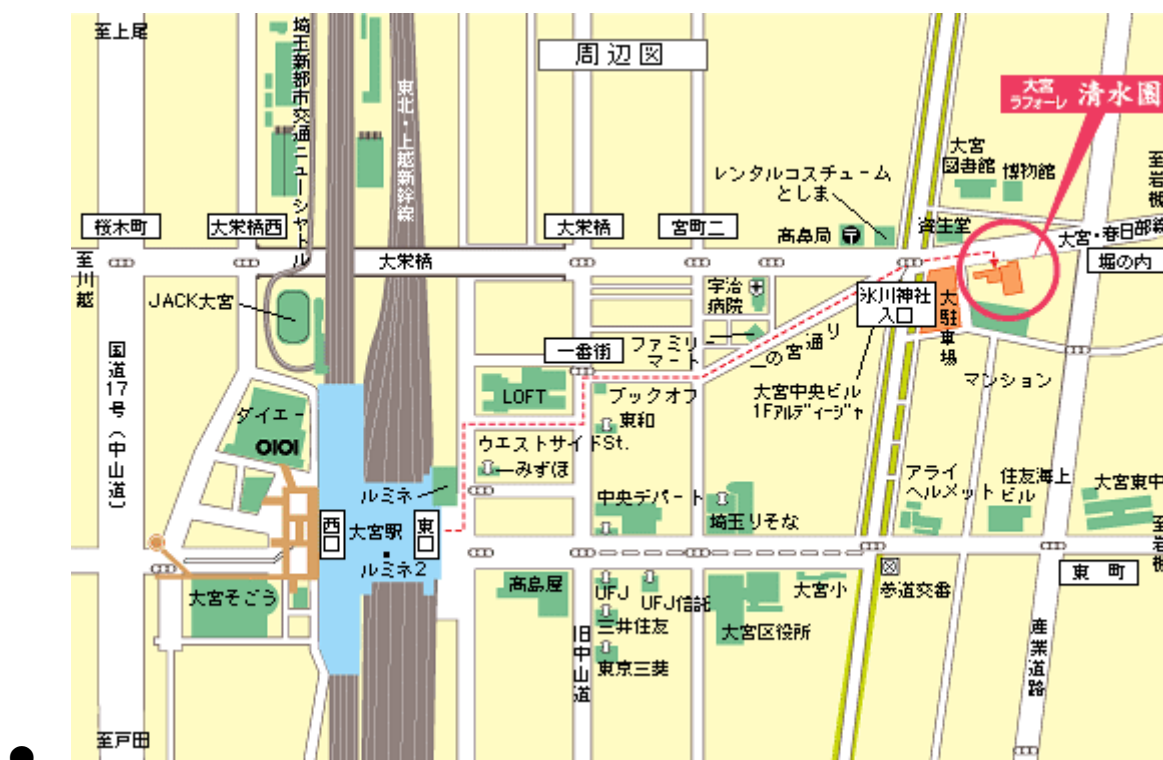 周辺図
至上尾
埼玉新都市交通ニューシャトル
東北・上越新幹線
大宮
ラフォーレ 清水園
大宮
図書館
博物館
至岩槻
レンタルコスチューム
としま
桜木町
大栄橋西
大栄橋
宮町二
高島局
資生堂
大宮・春日部線
堀の内
至川越
大栄橋
JACK大宮
宇治
病院
氷川神社
入口
大駐車場
国道17号(中山道)
一番街
ファミリ
マート
一の宮通り
マンション
大宮中央ビル
1Fアルディージャ
LOFT
ブックオフ
東和
ダイエー
OIOI
ウエストサイドSt.
みずほ
ルミネ
中央デパート
埼玉りそな
アライ
ヘルメット
住友海上
ビル
大宮東中
西口
大宮駅
東口
ルミネ2
至岩槻
東町
大宮そごう
高島屋
UFJ
UFJ信託
三井住友
東京三菱
大宮小
大宮区役所
参道交番
旧中山道
産業道路
至戸田